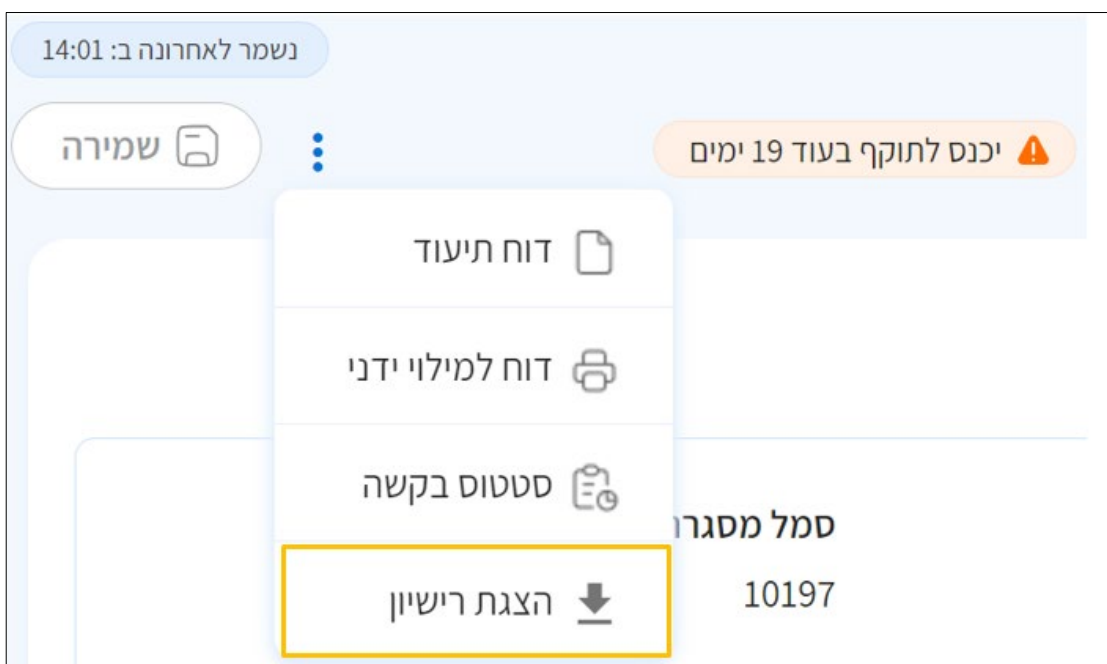 נשמר לאחרונה ב: 14:01
יכנס לתוקף בעוד 19 ימים
שמירה
דוח תיעוד
דוח למילוי ידני
סטטוס בקשה
הצגת רישיון
סמל
10197